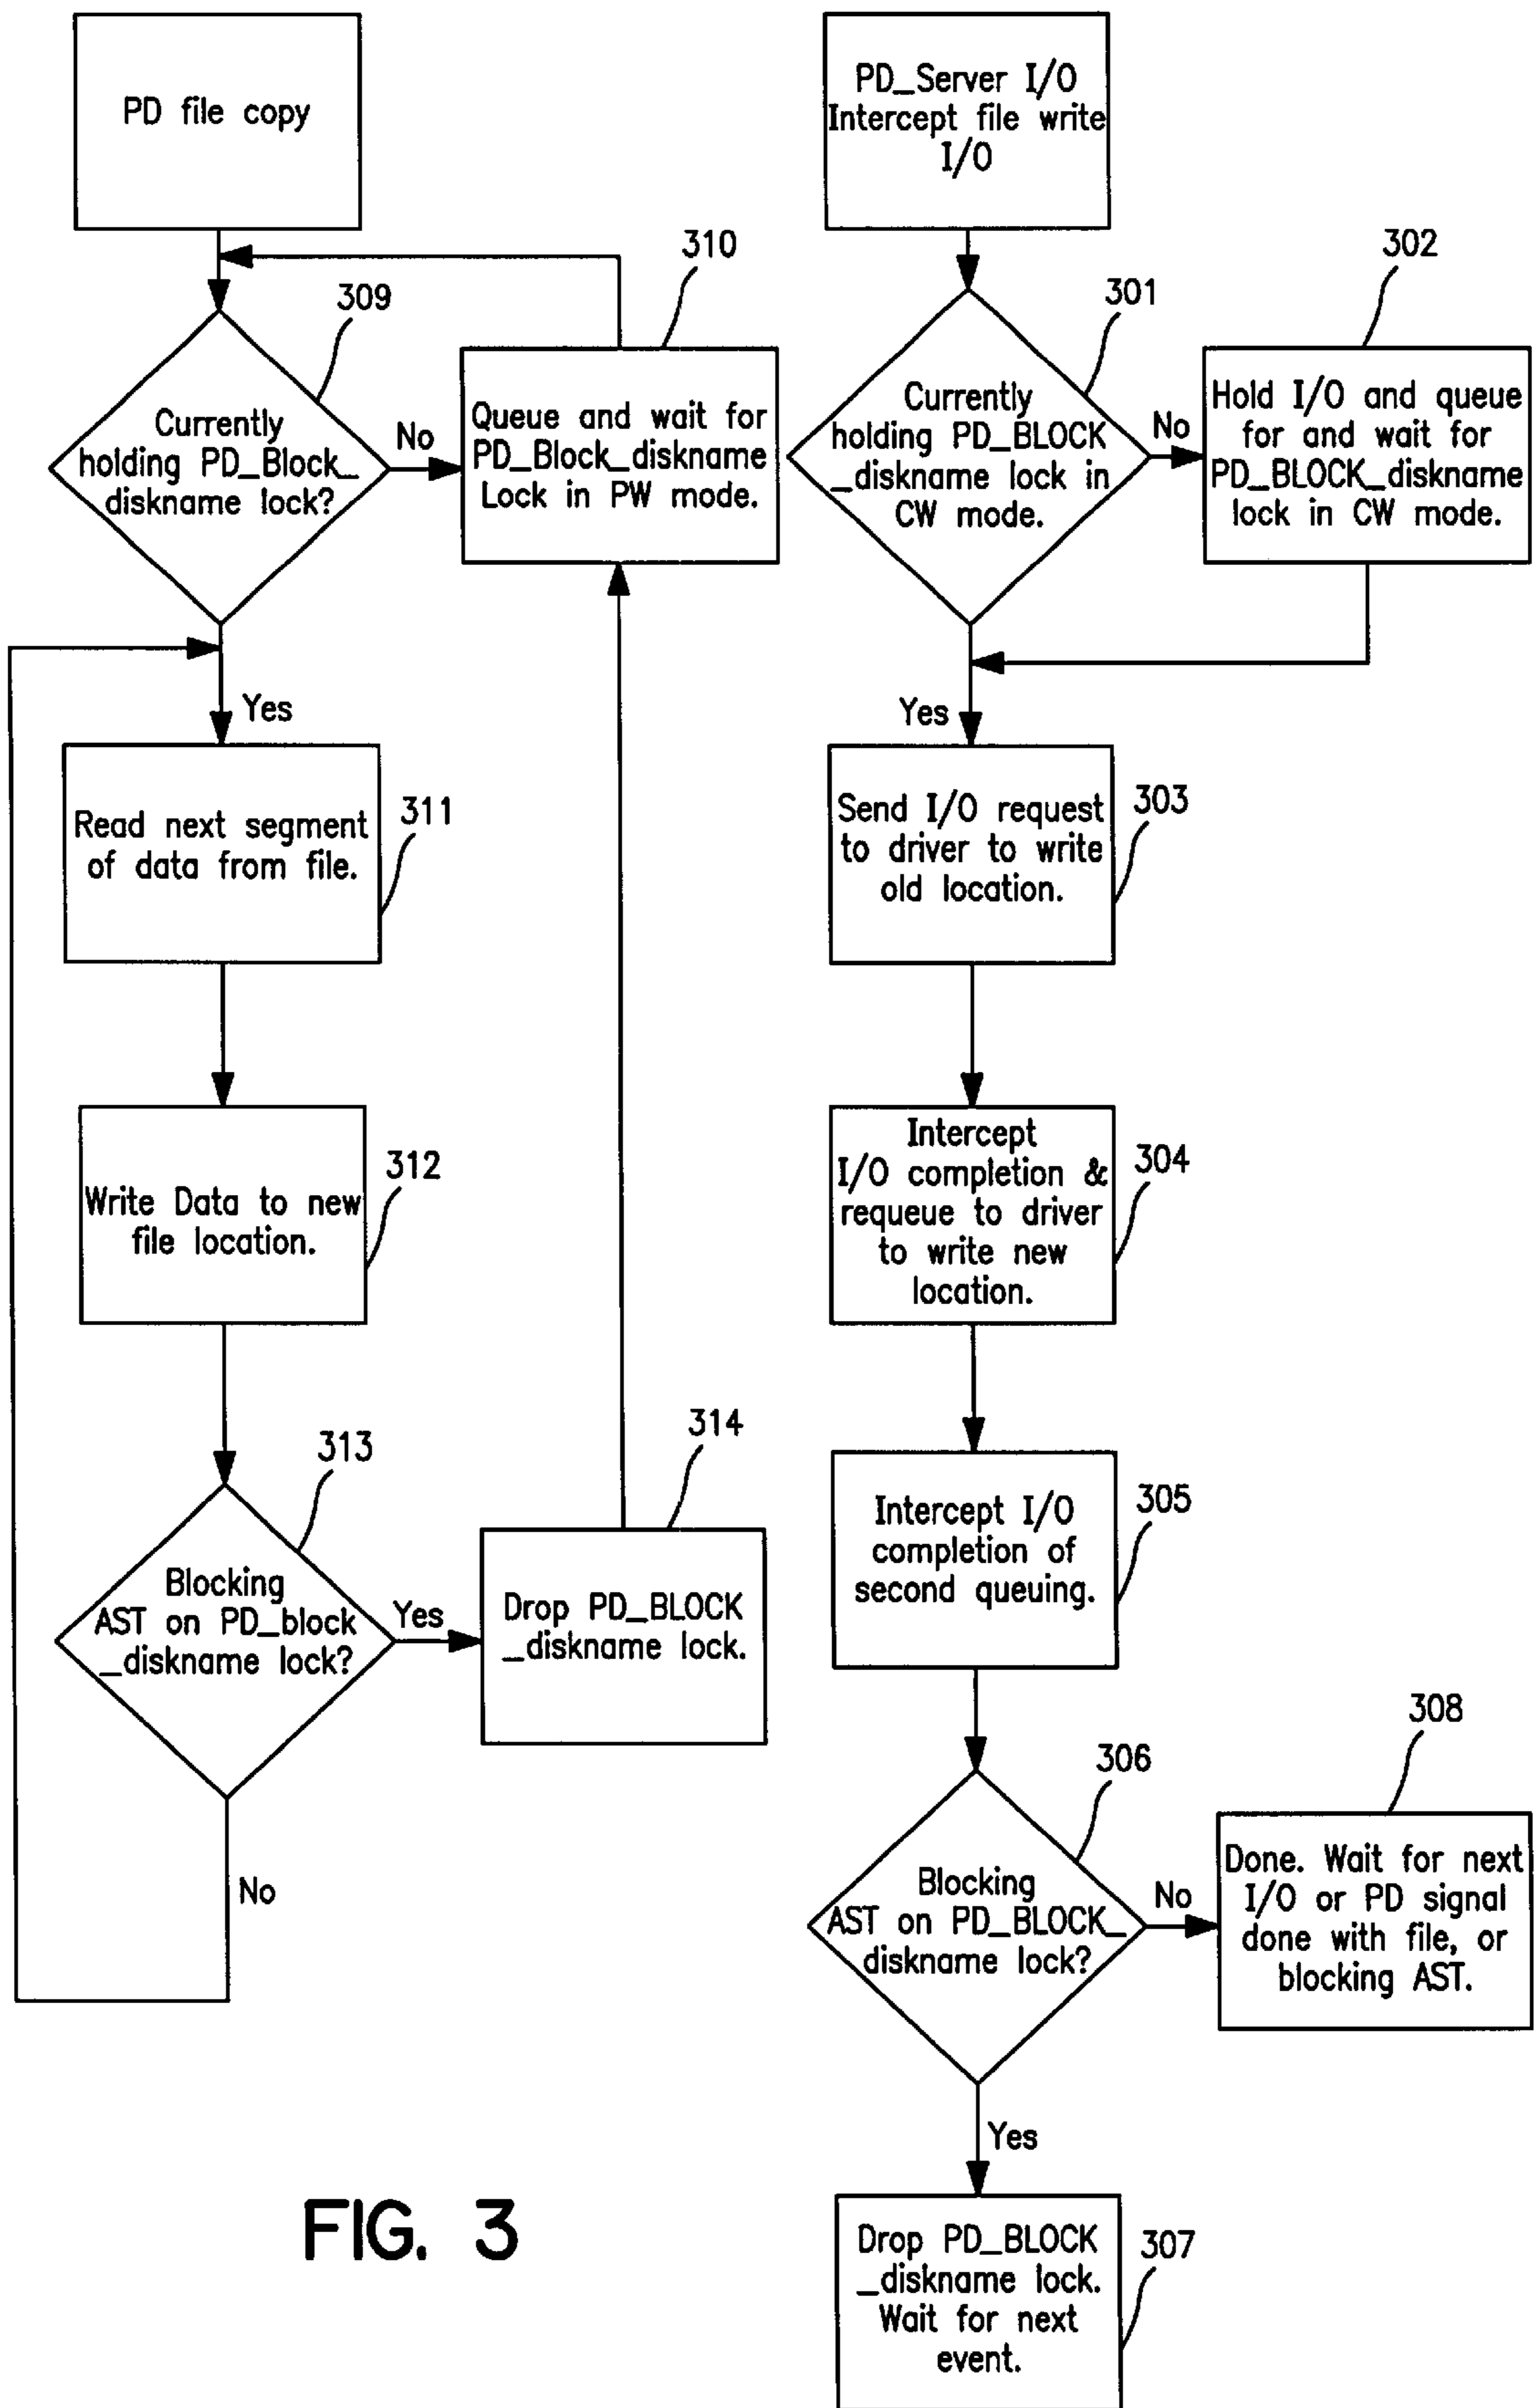 PD file copy
309
Currently
holding PD_Block_
diskname lock?
No
310
Queue and wait for
PD_Block_diskname
Lock in PW mode.
Yes
Read next segment
of data from file.
311
Write Data to new
file location.
312
313
Blocking
AST on PD_block
_diskname lock?
Yes
314
Drop PD_BLOCK
_diskname lock.
No
PD_Server I/O
Intercept file write
I/O
301
Currently
holding PD_BLOCK
_diskname lock in
CW mode.
No
302
Hold I/O and queue
for and wait for
PD_BLOCK_diskname
lock in CW mode.
Yes
Send I/O request
to driver to write
old location.
303
Intercept
I/O completion &
requeue to driver
to write new
location.
304
Intercept I/O
completion of
second queuing.
305
306
Blocking
AST on PD_BLOCK_
diskname lock?
No
308
Done. Wait for next
I/O or PD signal
done with file, or
blocking AST.
Yes
Drop PD_BLOCK
_diskname lock.
Wait for next
event.
307
FIG. 3